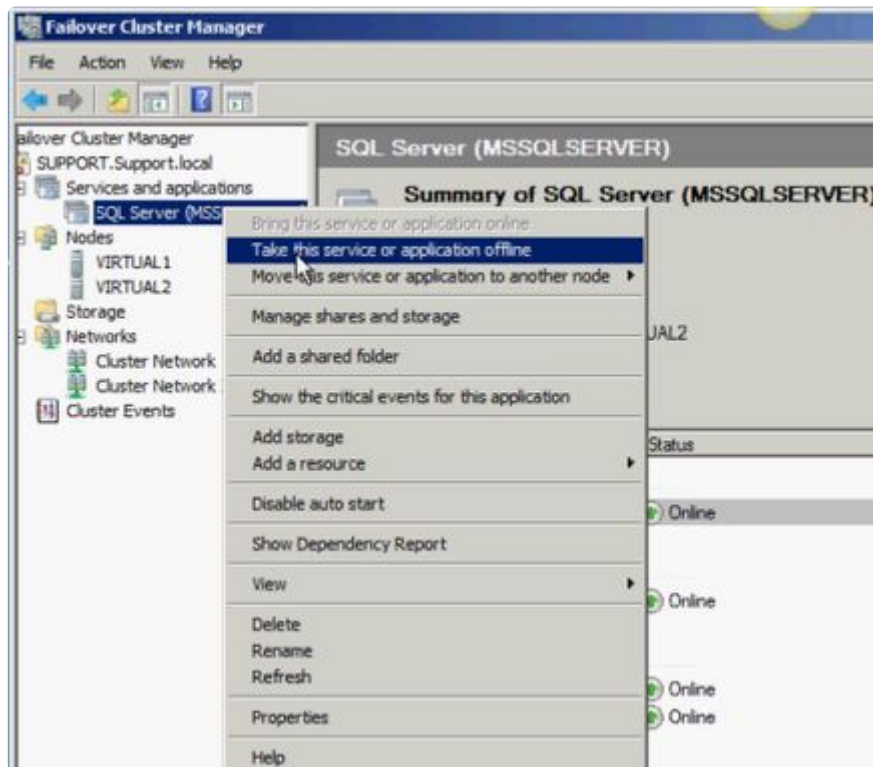 Failover Cluster Manager
File Action View Help
ailover Cluster Manager
SUPPORT.Support.local
Services and applications
SQL Server (MSS
Nodes
VIRTUAL1
VIRTUAL2
Storage
Networks
Cluster Network
Cluster Network
Cluster Events
SQL Server (MSSQLSERVER)
Summary of SQL Server (MSSQLSERVER)
UAL2
Status
Online
Online
Online
Online
Bring this service or application online
Take this service or application offline
Move this service or application to another node
Manage shares and storage
Add a shared folder
Show the critical events for this application
Add storage
Add a resource
Disable auto start
Show Dependency Report
View
Delete
Rename
Refresh
Properties
Help